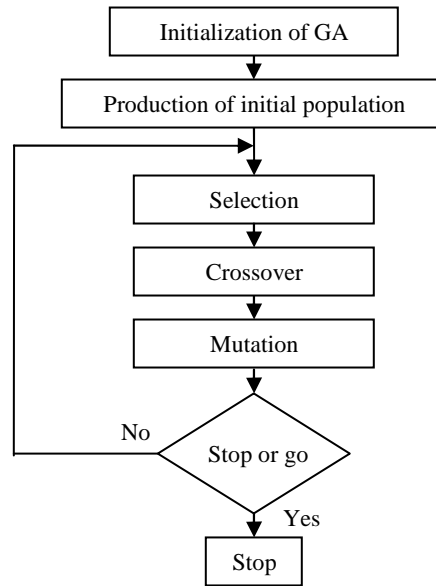 Initialization of GA
Production of initial population
Selection
Crossover
Mutation
No
Stop or go
Yes
Stop